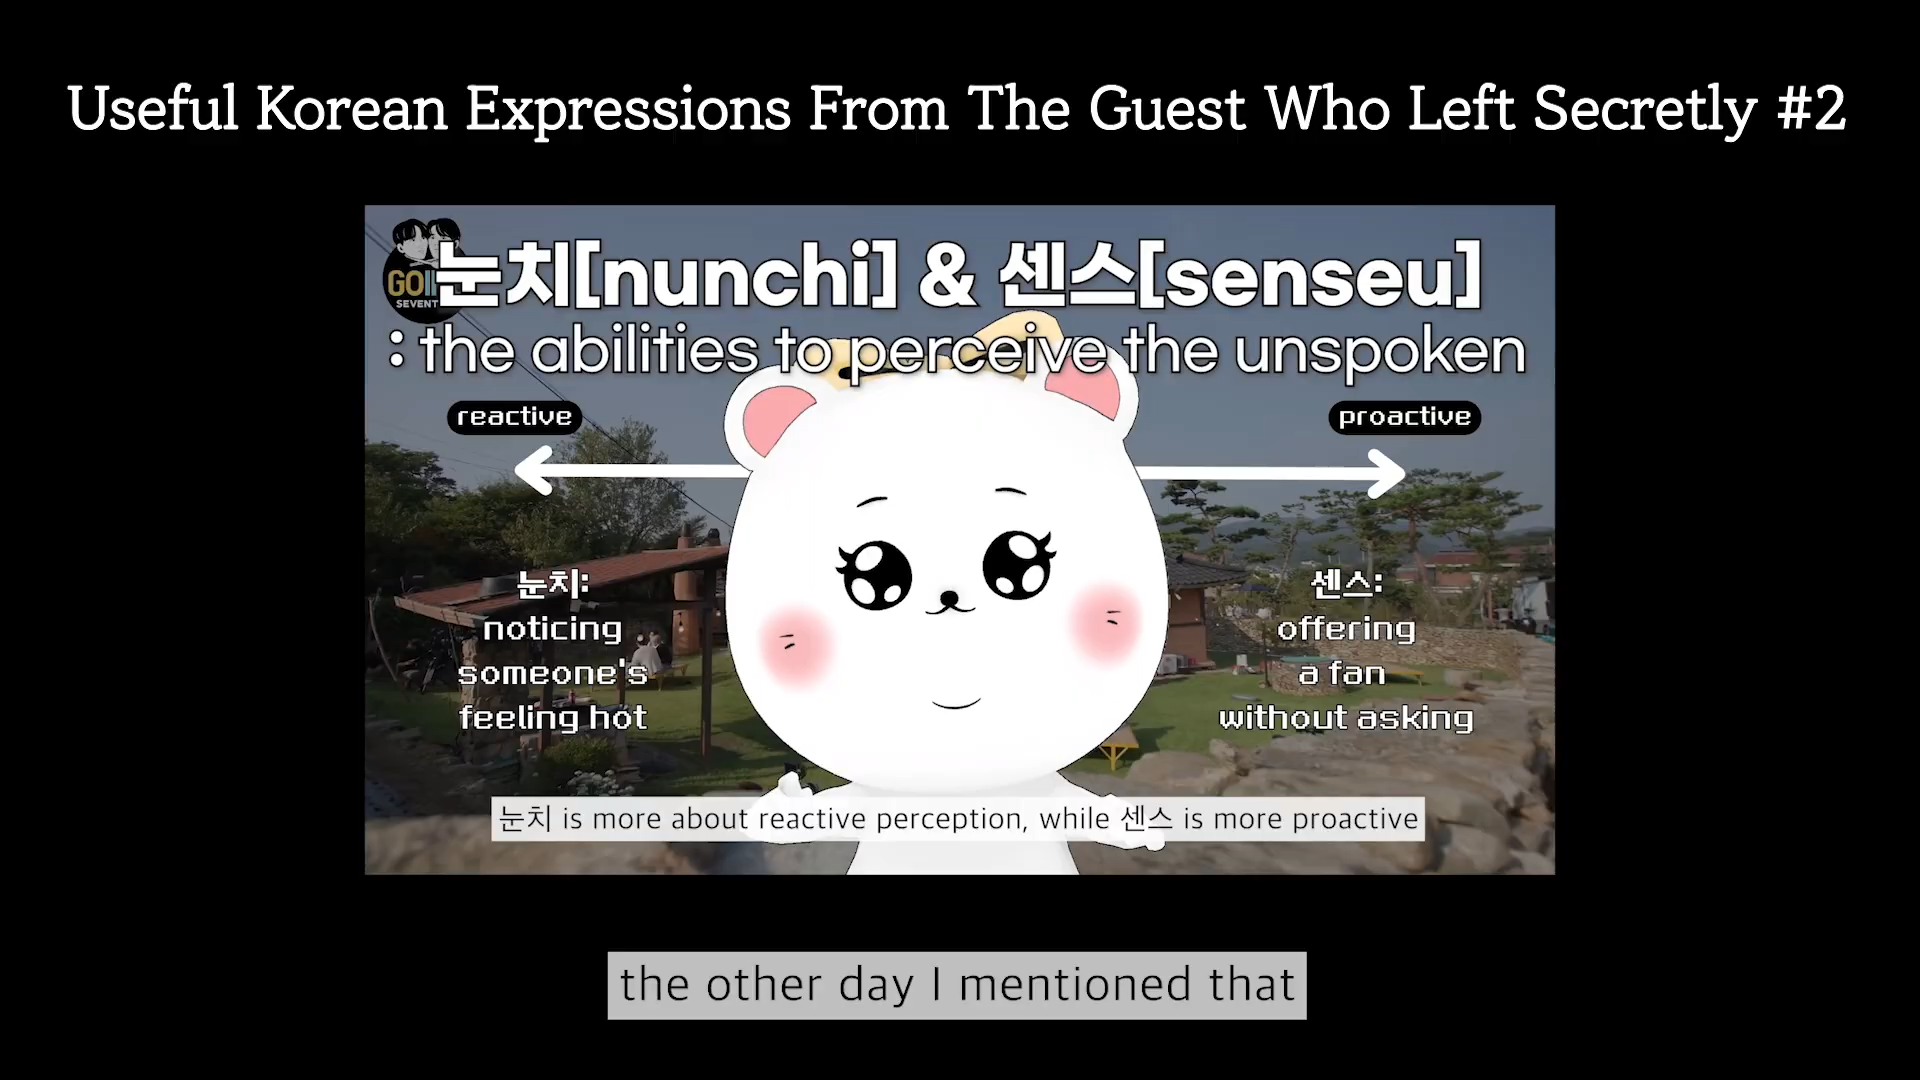 Useful Korean Expressions From The Guest Who Left Secretly #2
GOING
SEVENT
눈치[nunchi] & 센스[senseu]
: the abilities to perceive the unspoken
reactive
proactive
눈치:
noticing
someone's
feeling hot
센스:
offering
a fan
without asking
눈치 is more about reactive perception, while 센스 is more proactive
the other day I mentioned that